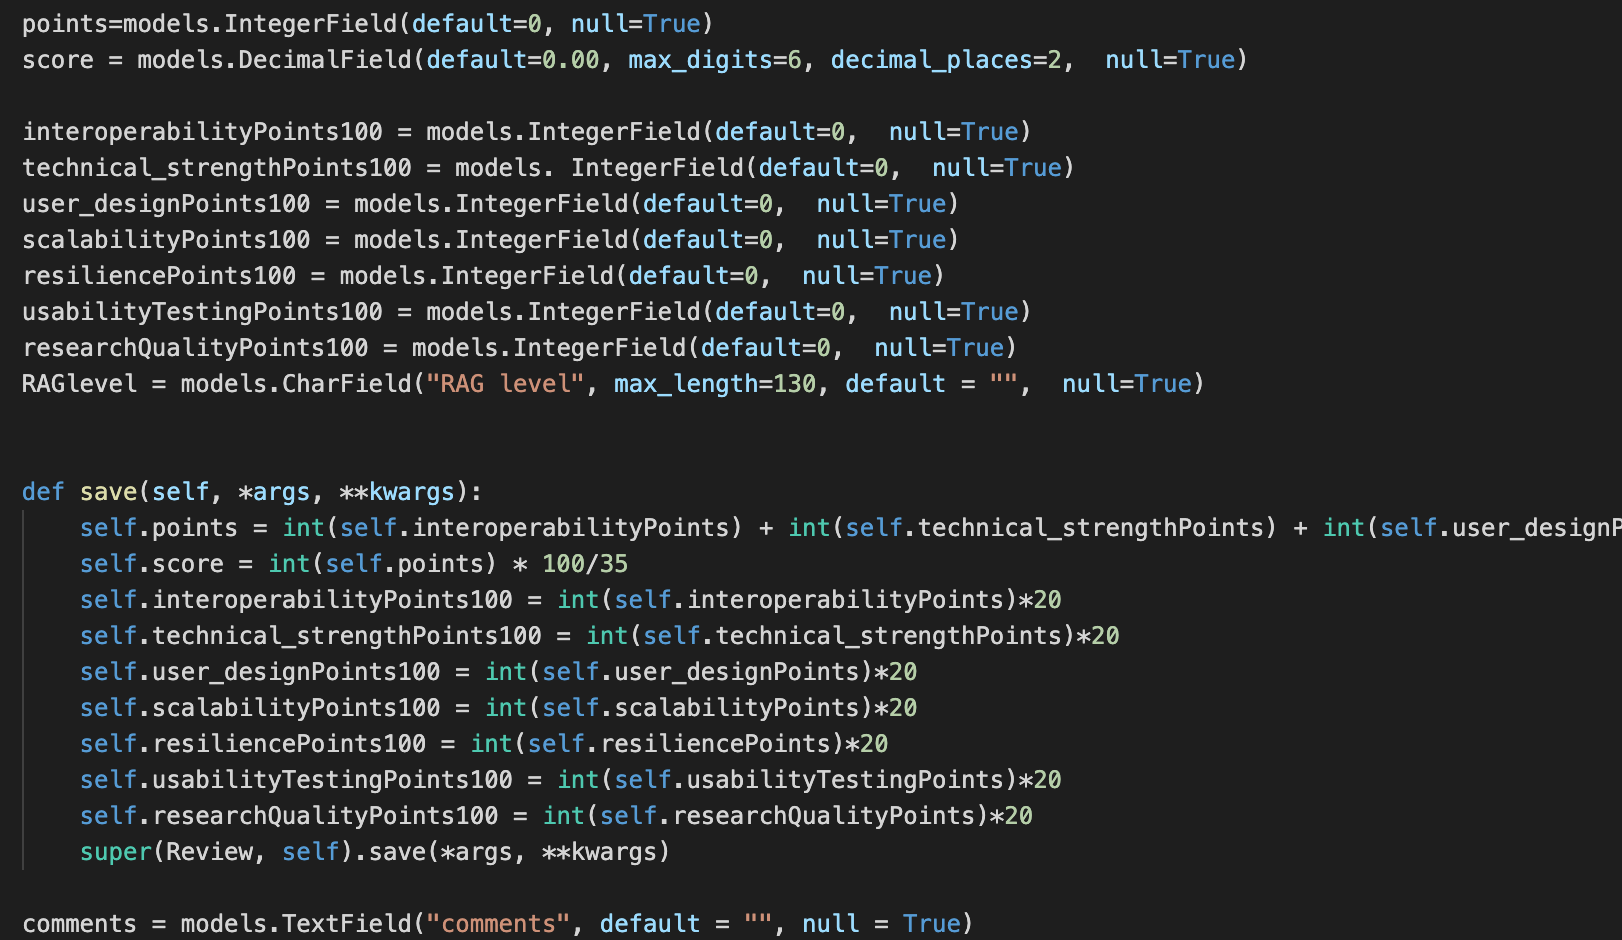 points=models.IntegerField(default=0, null=True)
score = models.DecimalField(default=0.00, max_digits=6, decimal_places=2,  null=True)
interoperabilityPoints100 = models.IntegerField(default=0,  null=True)
technical_strengthPoints100 = models. IntegerField(default=0,  null=True)
user_designPoints100 = models.IntegerField(default=0,  null=True)
scalabilityPoints100 = models.IntegerField(default=0,  null=True)
resiliencePoints100 = models.IntegerField(default=0,  null=True)
usabilityTestingPoints100 = models.IntegerField(default=0,  null=True)
researchQualityPoints100 = models.IntegerField(default=0,  null=True)
RAGlevel = models.CharField("RAG level", max_length=130, default = "",  null=True)
def save(self, *args, **kwargs):
    self.points = int(self.interoperabilityPoints) + int(self.technical_strengthPoints) + int(self.user_designP
    self.score = int(self.points) * 100/35
    self.interoperabilityPoints100 = int(self.interoperabilityPoints)*20
    self.technical_strengthPoints100 = int(self.technical_strengthPoints)*20
    self.user_designPoints100 = int(self.user_designPoints)*20
    self.scalabilityPoints100 = int(self.scalabilityPoints)*20
    self.resiliencePoints100 = int(self.resiliencePoints)*20
    self.usabilityTestingPoints100 = int(self.usabilityTestingPoints)*20
    self.researchQualityPoints100 = int(self.researchQualityPoints)*20
    super(Review, self).save(*args, **kwargs)
comments = models.TextField("comments", default = "", null = True)